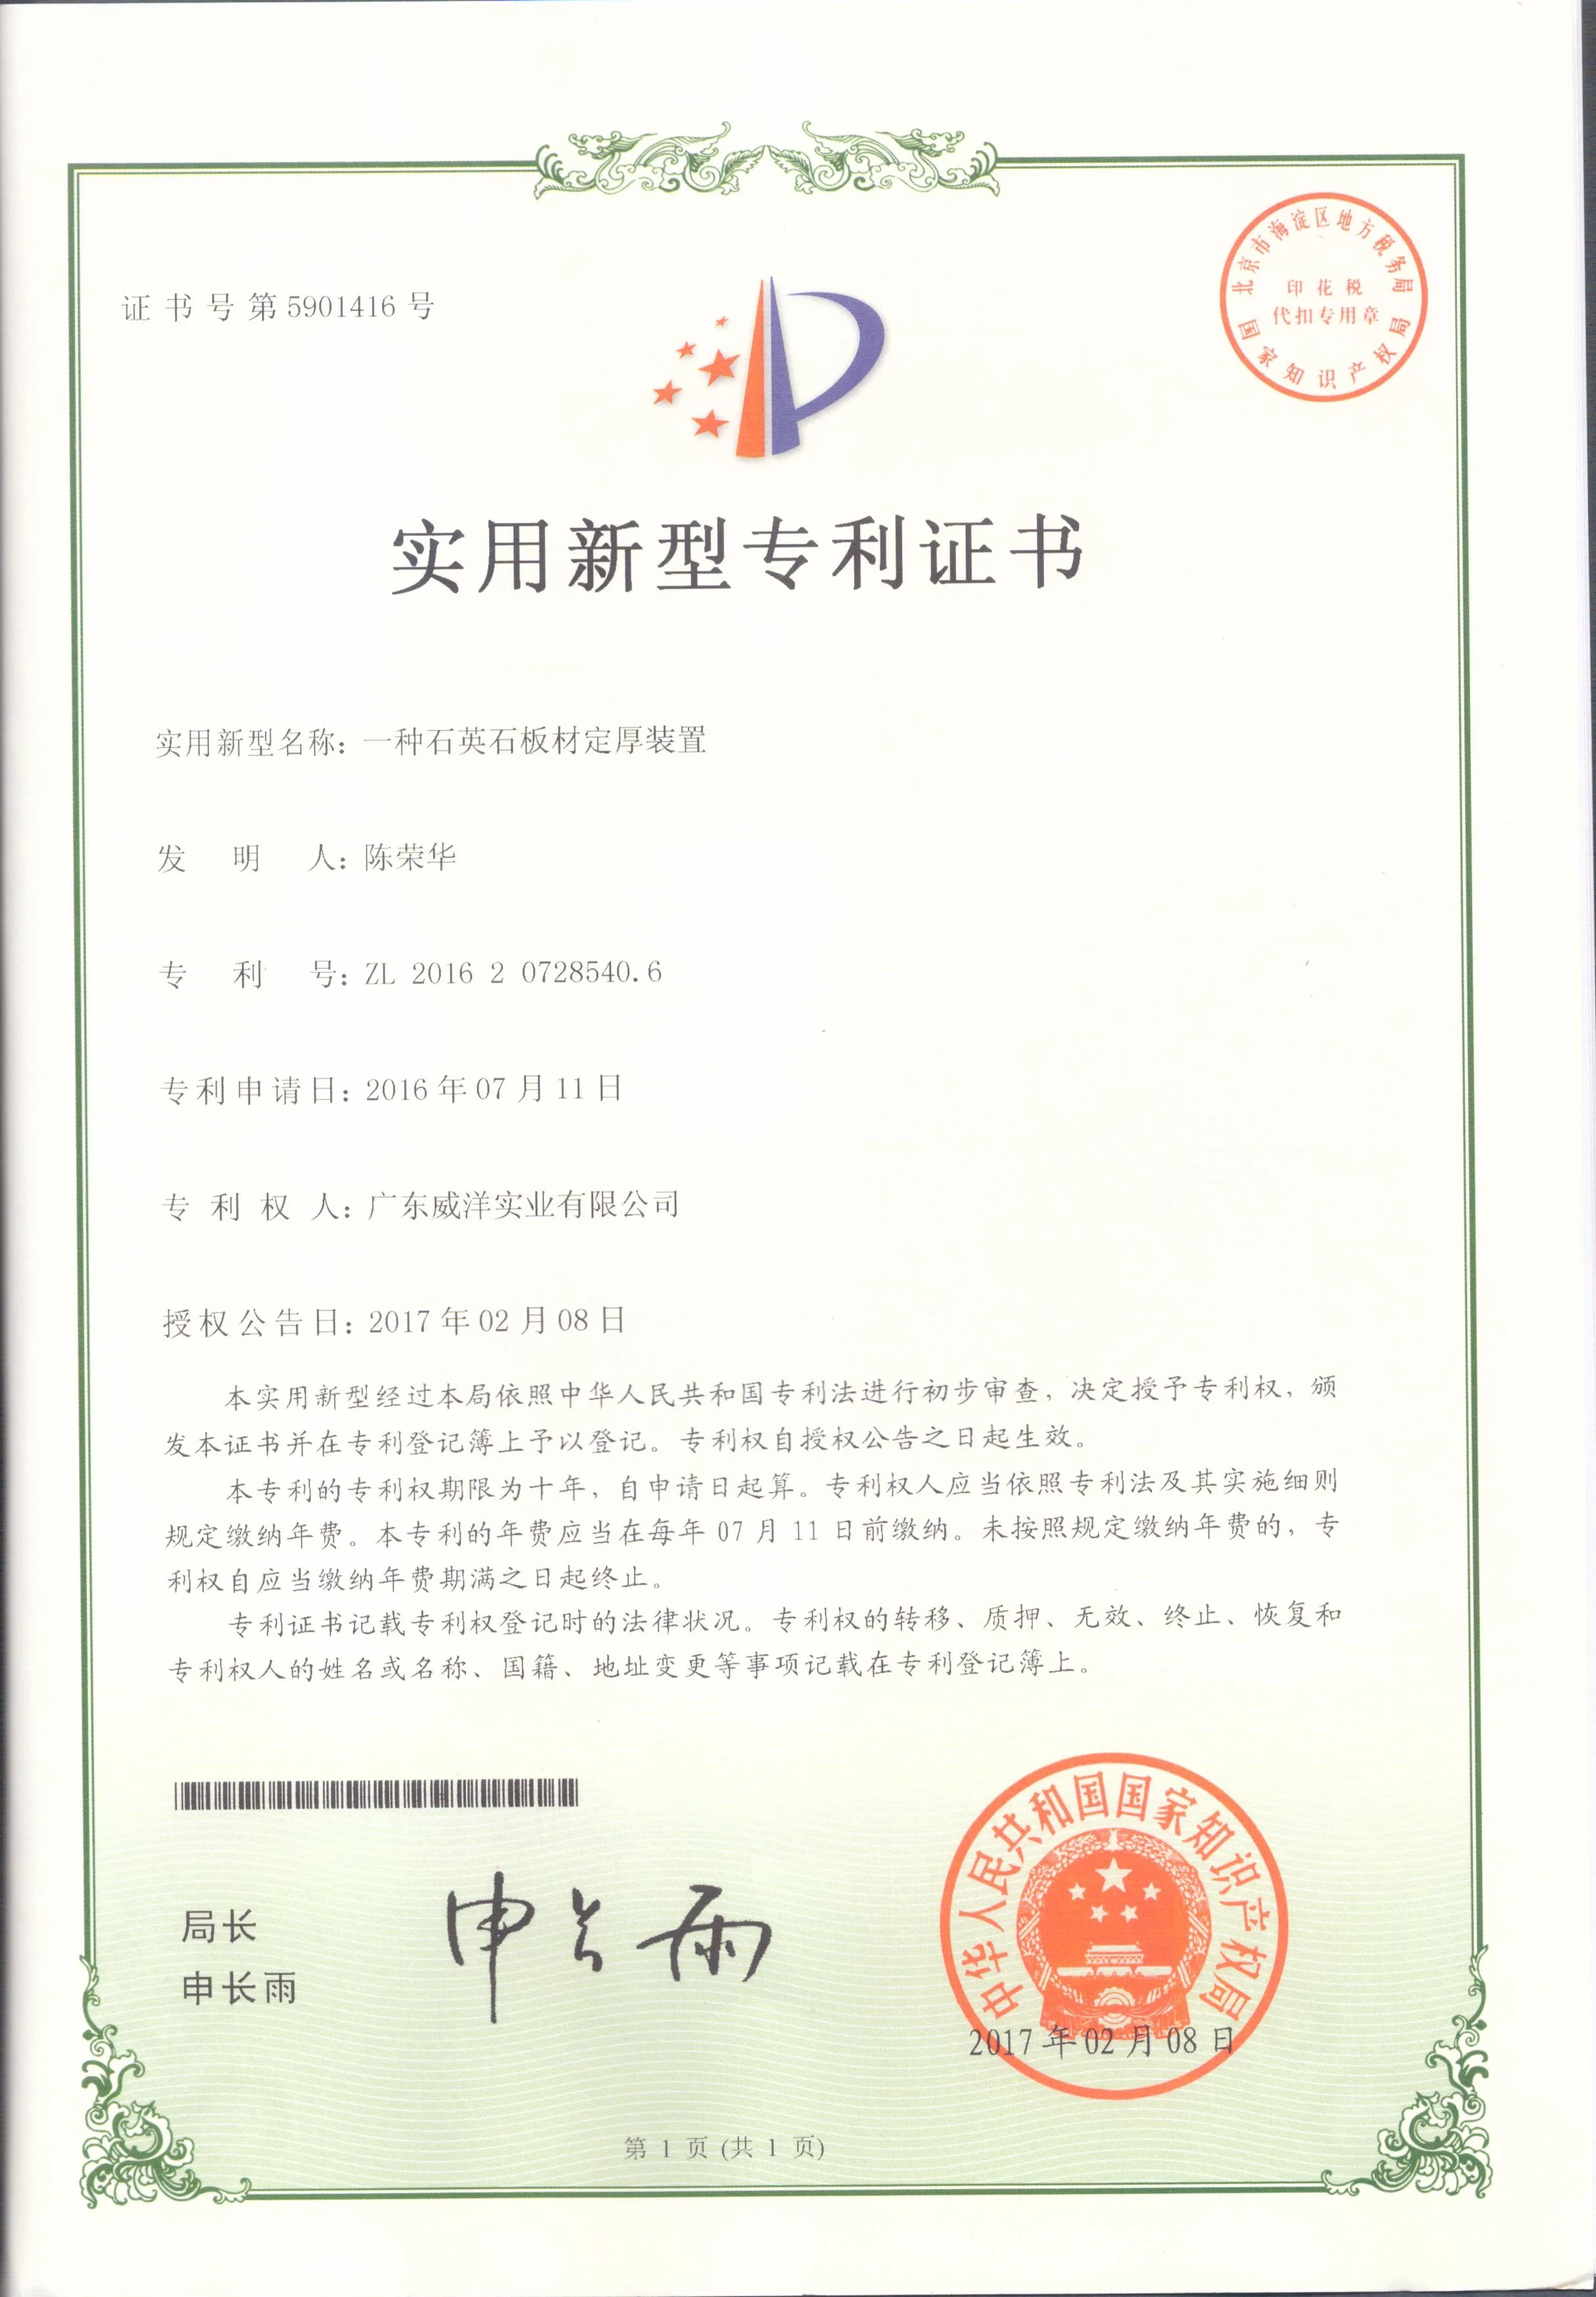 证书号第5901416号
北京市海淀区地方税务局
印花税
代扣专用章
国家知识产权局
实用新型专利证书
实用新型名称：一种石英石板材定厚装置
发明人：陈荣华
专利号：ZL 2016 2 0728540.6
专利申请日：2016年07月11日
专利权人：广东威洋实业有限公司
授权公告日：2017年02月08日
本实用新型经过本局依照中华人民共和国专利法进行初步审查，决定授予专利权，颁
发本证书并在专利登记簿上予以登记。专利权自授权公告之日起生效。
本专利的专利权期限为十年，自申请日起算。专利权人应当依照专利法及其实施细则
规定缴纳年费。本专利的年费应当在每年07月11日前缴纳。未按照规定缴纳年费的，专
利权自应当缴纳年费期满之日起终止。
专利证书记载专利权登记时的法律状况。专利权的转移、质押、无效、终止、恢复和
专利权人的姓名或名称、国籍、地址变更等事项记载在专利登记簿上。
局长
申长雨
申长雨
中华人民共和国国家知识产权局
2017年02月08日
第 1 页 (共 1 页)